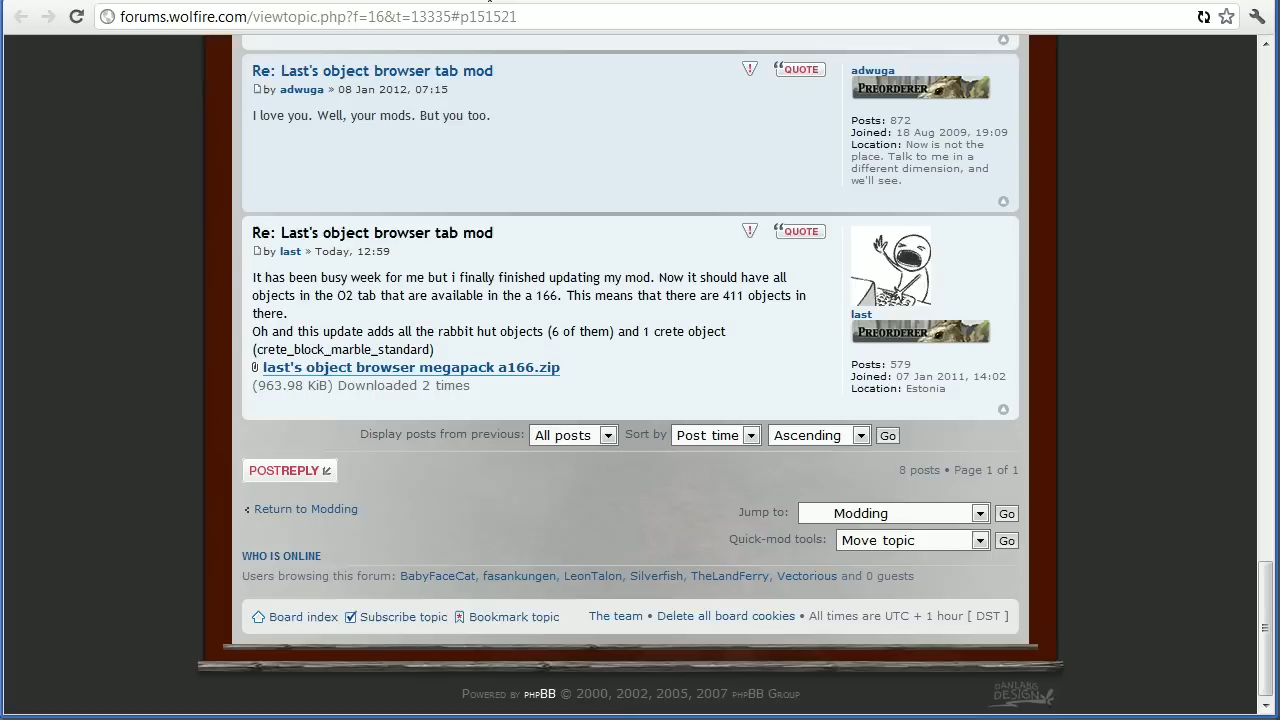 forums.wolfire.com/viewtopic.php?f=16&t=13335#p151521
Re: Last's object browser tab mod
by adwuga » 08 Jan 2012, 07:15
I love you. Well, your mods. But you too.
QUOTE
adwuga
PREORDERER
Posts: 872
Joined: 18 Aug 2009, 19:09
Location: Now is not the
place. Talk to me in a
different dimension, and
we'll see.
Re: Last's object browser tab mod
by last » Today, 12:59
It has been busy week for me but i finally finished updating my mod. Now it should have all
objects in the O2 tab that are available in the a 166. This means that there are 411 objects in
there.
Oh and this update adds all the rabbit hut objects (6 of them) and 1 crete object
(crete_block_marble_standard)
last's object browser megapack a166.zip
(963.98 KiB) Downloaded 2 times
QUOTE
last
PREORDERER
Posts: 579
Joined: 07 Jan 2011, 14:02
Location: Estonia
Display posts from previous: All posts Sort by Post time Ascending Go
POSTREPLY
8 posts • Page 1 of 1
Return to Modding
Jump to: Modding Go
Quick-mod tools: Move topic Go
WHO IS ONLINE
Users browsing this forum: BabyFaceCat, fasankungen, LeonTalon, Silverfish, TheLandFerry, Vectorious and 0 guests
Board index Subscribe topic Bookmark topic The team • Delete all board cookies • All times are UTC + 1 hour [ DST ]
POWERED BY PHPBB © 2000, 2002, 2005, 2007 PHPBB GROUP
DANLABS
DESIGN